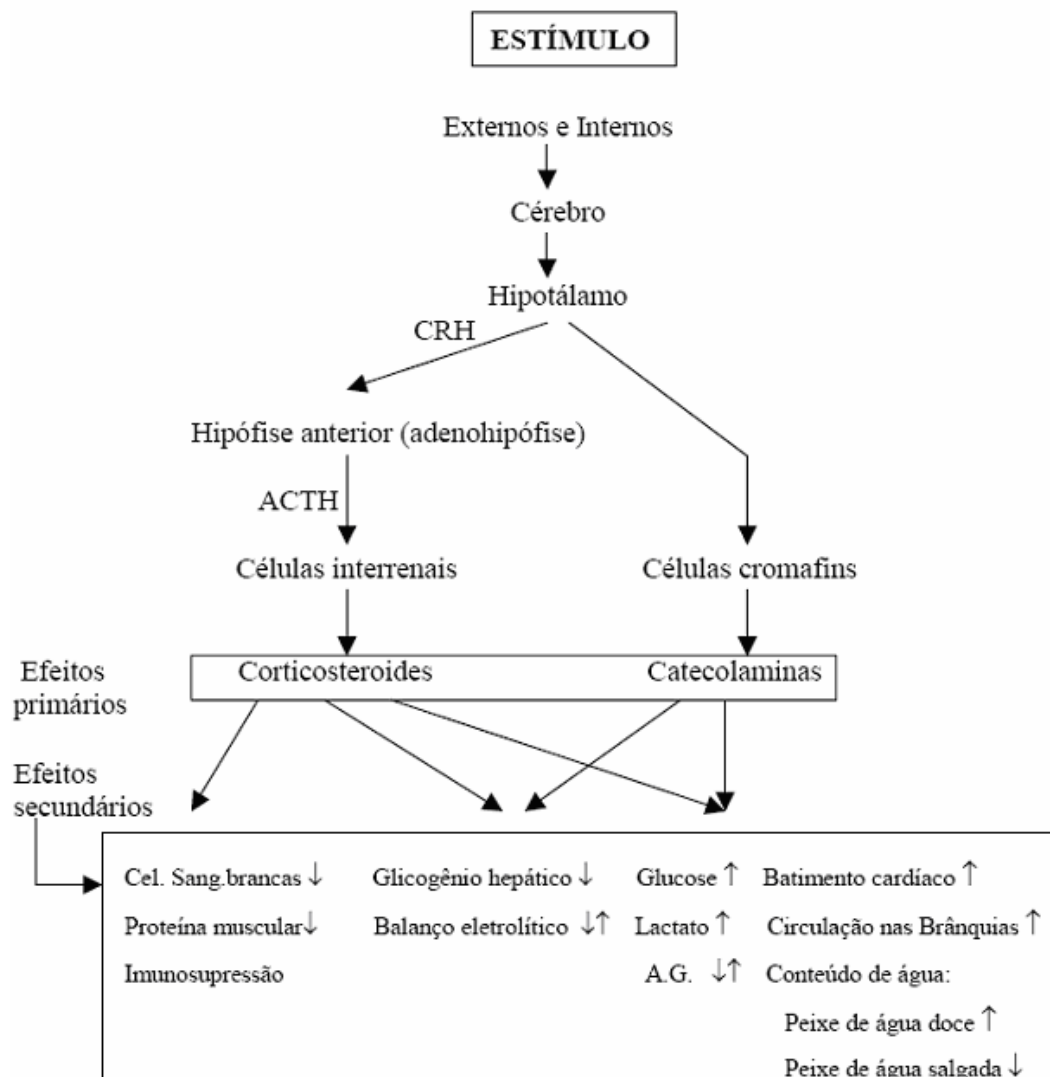 ESTÍMULO
Externos e Internos
Cérebro
Hipotálamo
CRH
Hipófise anterior (adenohipófise)
ACTH
Células interrenais Células cromafins
Efeitos primários
Corticosteroides Catecolaminas
Efeitos
secundários
Cel. Sang.brancas ↓ Glicogênio hepático ↓ Glucose ↑ Batimento cardíaco ↑
Proteína muscular↓ Balanço eletrolítico ↓↑ Lactato ↑ Circulação nas Brânquias ↑
Imunosupressão A.G. ↓↑ Conteúdo de água:
Peixe de água doce ↑
Peixe de água salgada ↓